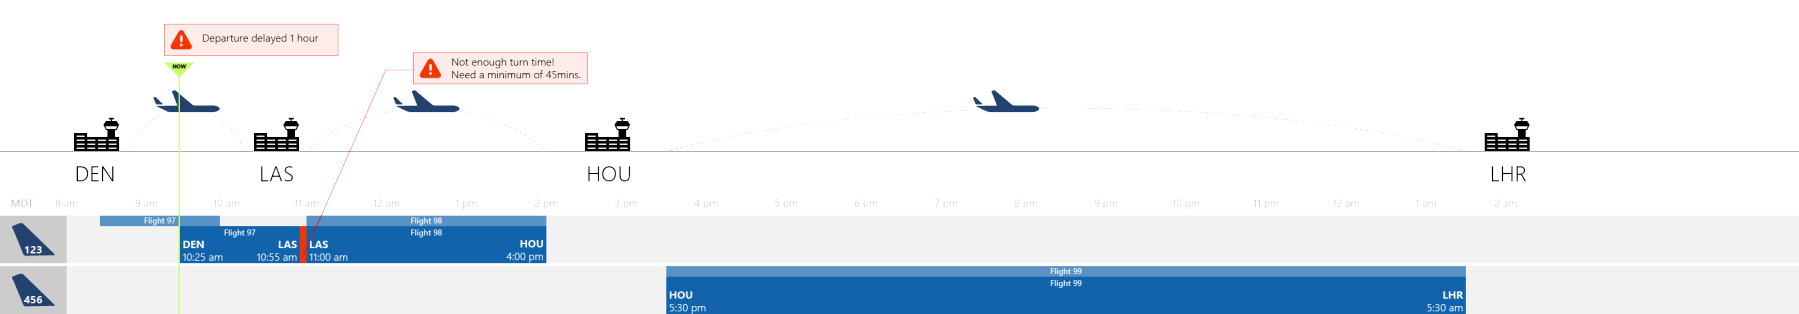 Departure delayed 1 hour
Not enough turn time!
Need a minimum of 45mins.
NOW
DEN LAS HOU LHR
MDT 8 am 9 am 10 am 11 am 12 am 1 pm 2 pm 3 pm 4 pm 5 pm 6 pm 7 pm 8 pm 9 pm 10 pm 11 pm 12 am 1 am 2 am
Flight 97 Flight 98
Flight 97 Flight 98
123 DEN LAS LAS HOU
10:25 am 10:55 am 11:00 am 4:00 pm
Flight 99
Flight 99
456 HOU LHR
5:30 pm 5:30 am